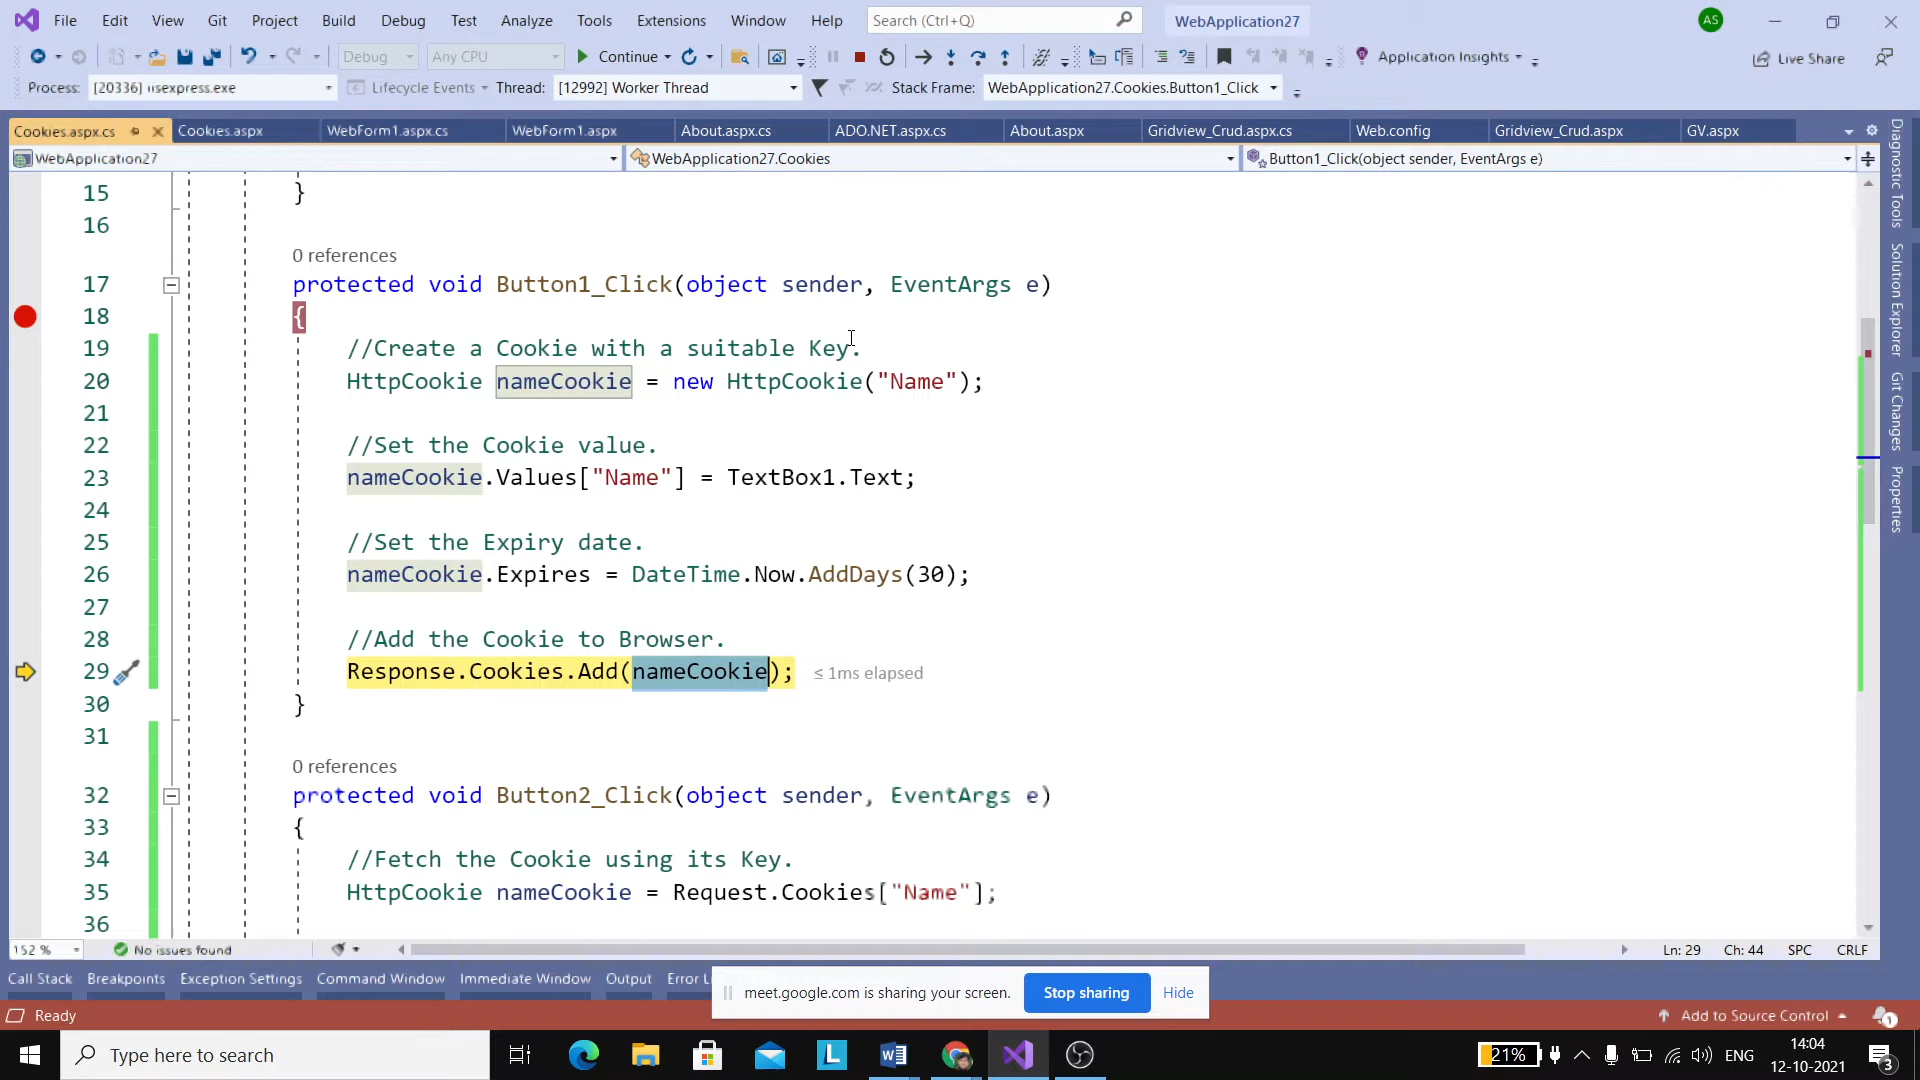 File Edit View Git Project Build Debug Test Analyze Tools Extensions Window Help Search (Ctrl+Q) WebApplication27 AS
Debug Any CPU Continue Application Insights Live Share
Process: [20336] iisexpress.exe Lifecycle Events Thread: [12992] Worker Thread Stack Frame: WebApplication27.Cookies.Button1_Click
Cookies.aspx.cs Cookies.aspx WebForm1.aspx.cs WebForm1.aspx About.aspx.cs ADO.NET.aspx.cs About.aspx Gridview_Crud.aspx.cs Web.config Gridview_Crud.aspx GV.aspx
WebApplication27 WebApplication27.Cookies Button1_Click(object sender, EventArgs e)
Diagnostic Tools
Solution Explorer
Git Changes
Properties
15 }
16
0 references
17 protected void Button1_Click(object sender, EventArgs e)
18 {
19 //Create a Cookie with a suitable Key.
20 HttpCookie nameCookie = new HttpCookie("Name");
21
22 //Set the Cookie value.
23 nameCookie.Values["Name"] = TextBox1.Text;
24
25 //Set the Expiry date.
26 nameCookie.Expires = DateTime.Now.AddDays(30);
27
28 //Add the Cookie to Browser.
29 Response.Cookies.Add(nameCookie); ≤ 1ms elapsed
30 }
31
0 references
32 protected void Button2_Click(object sender, EventArgs e)
33 {
34 //Fetch the Cookie using its Key.
35 HttpCookie nameCookie = Request.Cookies["Name"];
36
152 % No issues found Ln: 29 Ch: 44 SPC CRLF
Call Stack Breakpoints Exception Settings Command Window Immediate Window Output Error L
meet.google.com is sharing your screen. Stop sharing Hide
Ready Add to Source Control 1
Type here to search L 21% ENG 14:04
12-10-2021 3